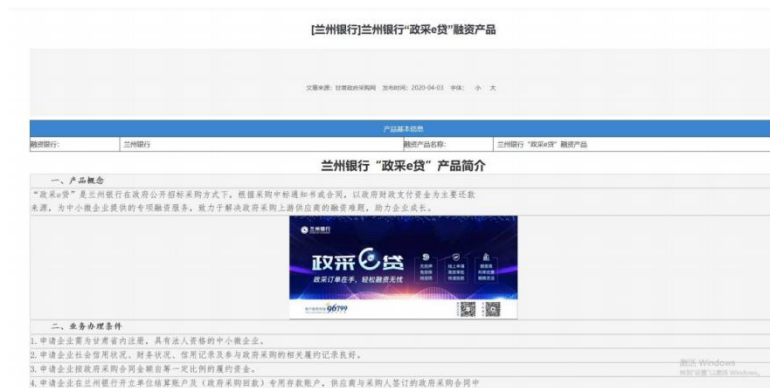 [兰州银行]兰州银行“政采e贷”融资产品
文章来源：甘肃政府采购网 发布时间：2020-04-03 字体： 小 大
产品基本信息
融资银行： 兰州银行 融资产品名称： 兰州银行“政采e贷”融资产品
兰州银行“政采e贷”产品简介
一、产品概念
“政采e贷”是兰州银行在政府公开招标采购方式下，根据采购中标通知书或合同，以政府财政支付资金为主要还款
来源，为中小微企业提供的专项融资服务，致力于解决政府采购上游供应商的融资难题，助力企业成长。
兰州银行
政采e贷
政采订单在手，轻松融资无忧
96799
二、业务办理条件
1.申请企业需为甘肃省内注册，具有法人资格的中小微企业。
2.申请企业社会信用状况、财务状况、信用记录及参与政府采购的相关履约记录良好。
3.申请企业按政府采购合同金额自筹一定比例的履约资金。
4.申请企业在兰州银行开立单位结算账户及（政府采购回款）专用存款账户，供应商与采购人签订的政府采购合同中
激活 Windows